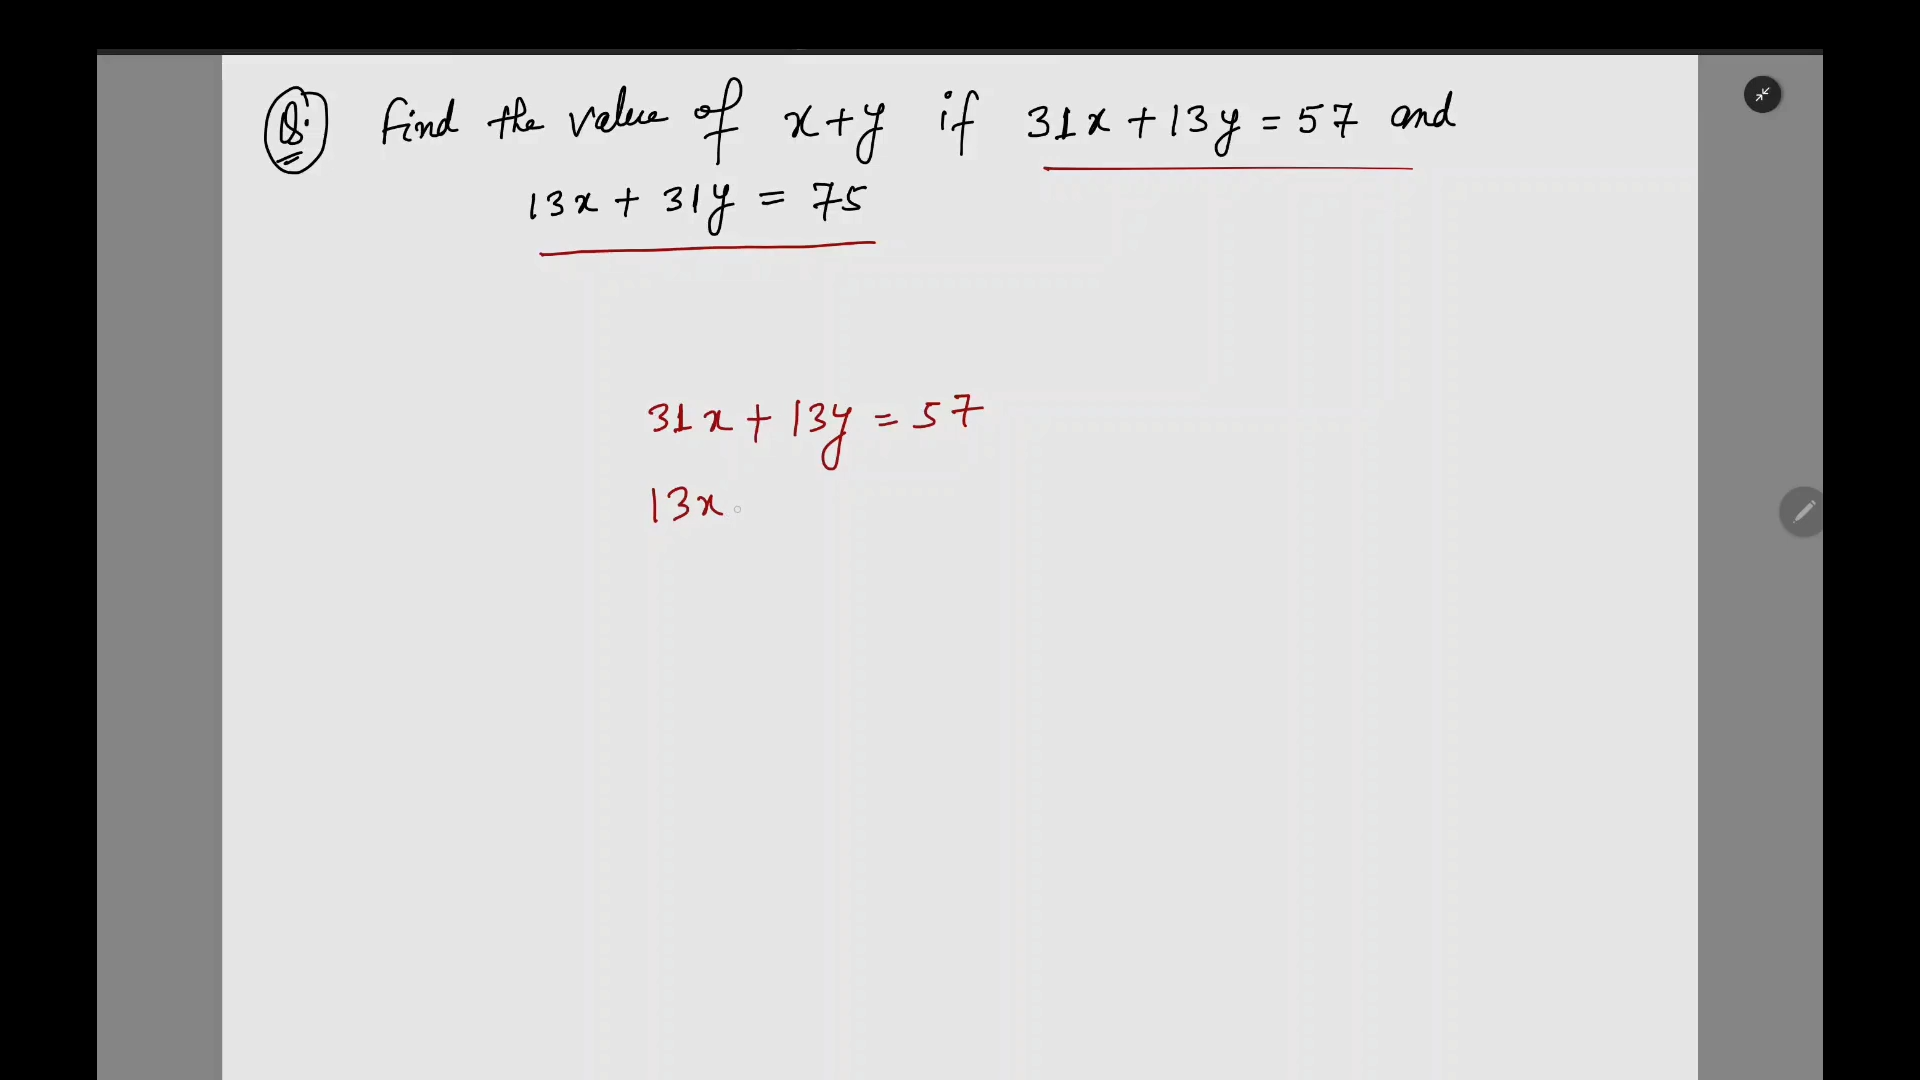 Q. Find the value of x+y if 31x + 13y = 57 and
13x + 31y = 75
31x + 13y = 57
13x